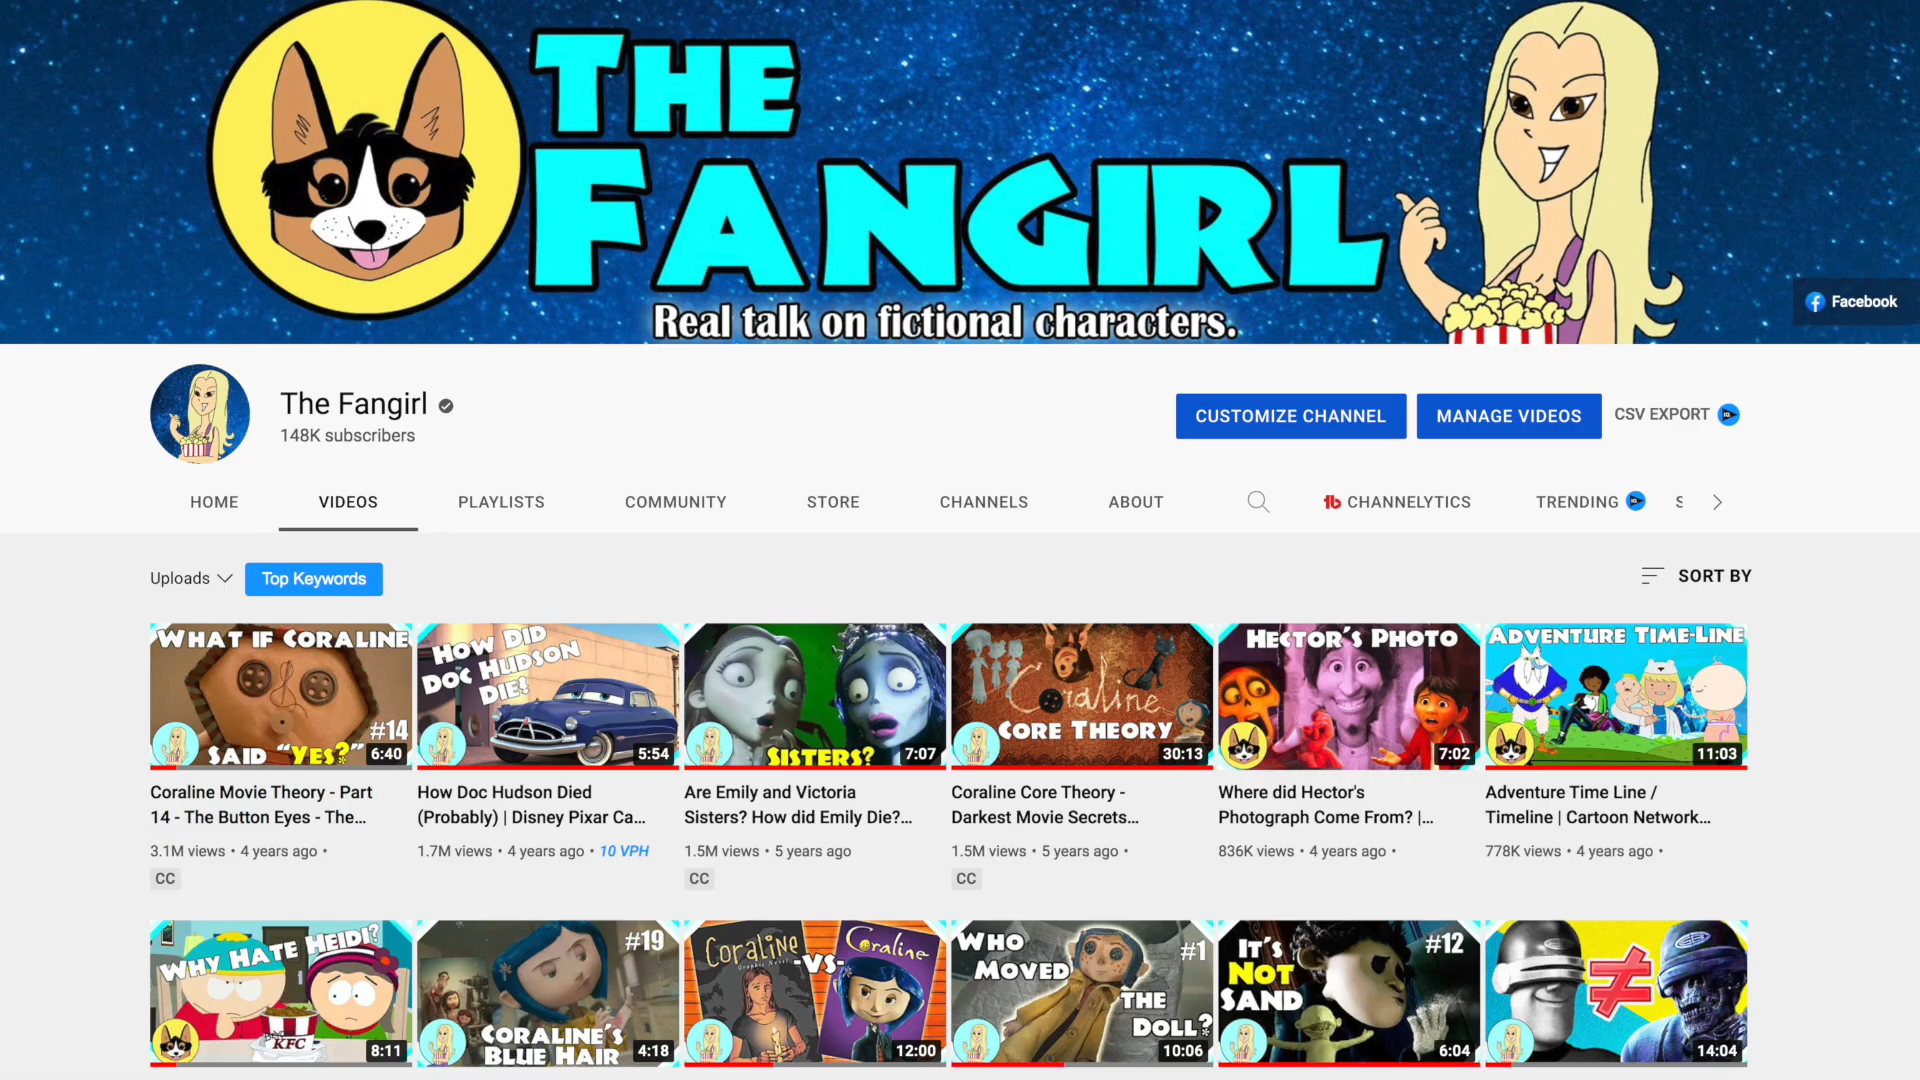 THE
FANGIRL
Real talk on fictional characters.
Facebook
The Fangirl
148K subscribers
CUSTOMIZE CHANNEL
MANAGE VIDEOS
CSV EXPORT
HOME
VIDEOS
PLAYLISTS
COMMUNITY
STORE
CHANNELS
ABOUT
CHANNELYTICS
TRENDING
S
Uploads
Top Keywords
SORT BY
WHAT IF CORALINE
#14
SAID "YES?"
6:40
HOW DID
DOC HUDSON
DIE?
5:54
SISTERS?
7:07
Coraline
CORE THEORY
30:13
HECTOR'S PHOTO
7:02
ADVENTURE TIME-LINE
11:03
Coraline Movie Theory - Part
14 - The Button Eyes - The...
3.1M views • 4 years ago •
CC
How Doc Hudson Died
(Probably) | Disney Pixar Ca...
1.7M views • 4 years ago • 10 VPH
Are Emily and Victoria
Sisters? How did Emily Die?...
1.5M views • 5 years ago
CC
Coraline Core Theory -
Darkest Movie Secrets...
1.5M views • 5 years ago •
CC
Where did Hector's
Photograph Come From? |...
836K views • 4 years ago •
Adventure Time Line /
Timeline | Cartoon Network...
778K views • 4 years ago •
WHY HATE HEIDI?
KFC
8:11
#19
CORALINE'S
BLUE HAIR
4:18
Coraline
Graphic Novel
-VS-
Coraline
12:00
WHO
MOVED
#1
THE
DOLL?
10:06
IT'S
NOT
SAND
#12
6:04
≠
14:04